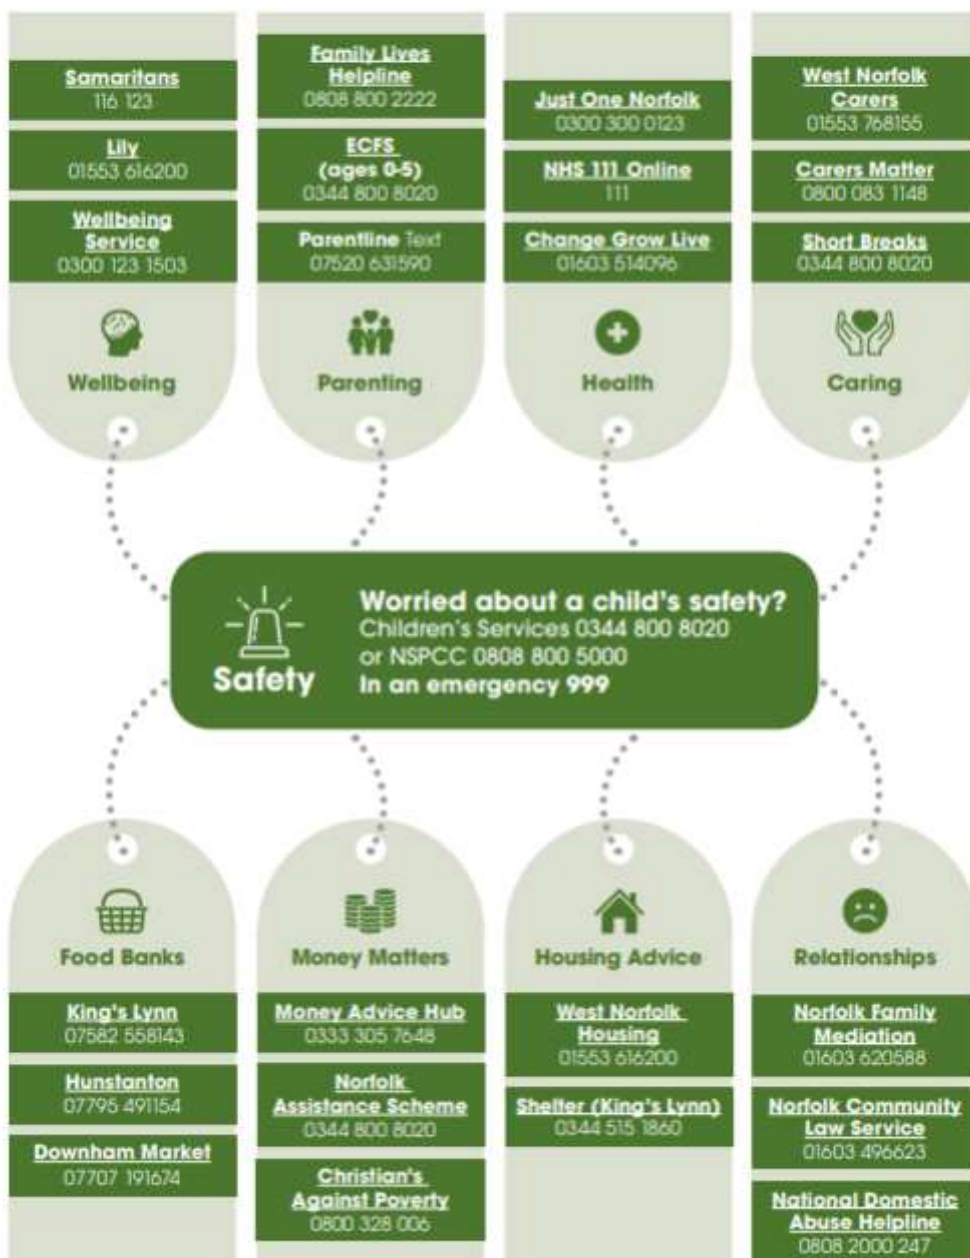 Samaritans
116 123
Lily
01553 616200
Wellbeing
Service
0300 123 1503
Wellbeing
Family Lives
Helpline
0808 800 2222
ECFS
(ages 0-5)
0344 800 8020
Parentline Text
07520 631590
Parenting
Just One Norfolk
0300 300 0123
NHS 111 Online
111
Change Grow Live
01603 514096
Health
West Norfolk
Carers
01553 768155
Carers Matter
0800 083 1148
Short Breaks
0344 800 8020
Caring
Safety
Worried about a child's safety?
Children's Services 0344 800 8020
or NSPCC 0808 800 5000
In an emergency 999
Food Banks
King's Lynn
07582 558143
Hunstanton
07795 491154
Downham Market
07707 191674
Money Matters
Money Advice Hub
0333 305 7648
Norfolk
Assistance Scheme
0344 800 8020
Christian's
Against Poverty
0800 328 006
Housing Advice
West Norfolk
Housing
01553 616200
Shelter (King's Lynn)
0344 515 1860
Relationships
Norfolk Family
Mediation
01603 620588
Norfolk Community
Law Service
01603 496623
National Domestic
Abuse Helpline
0808 2000 247